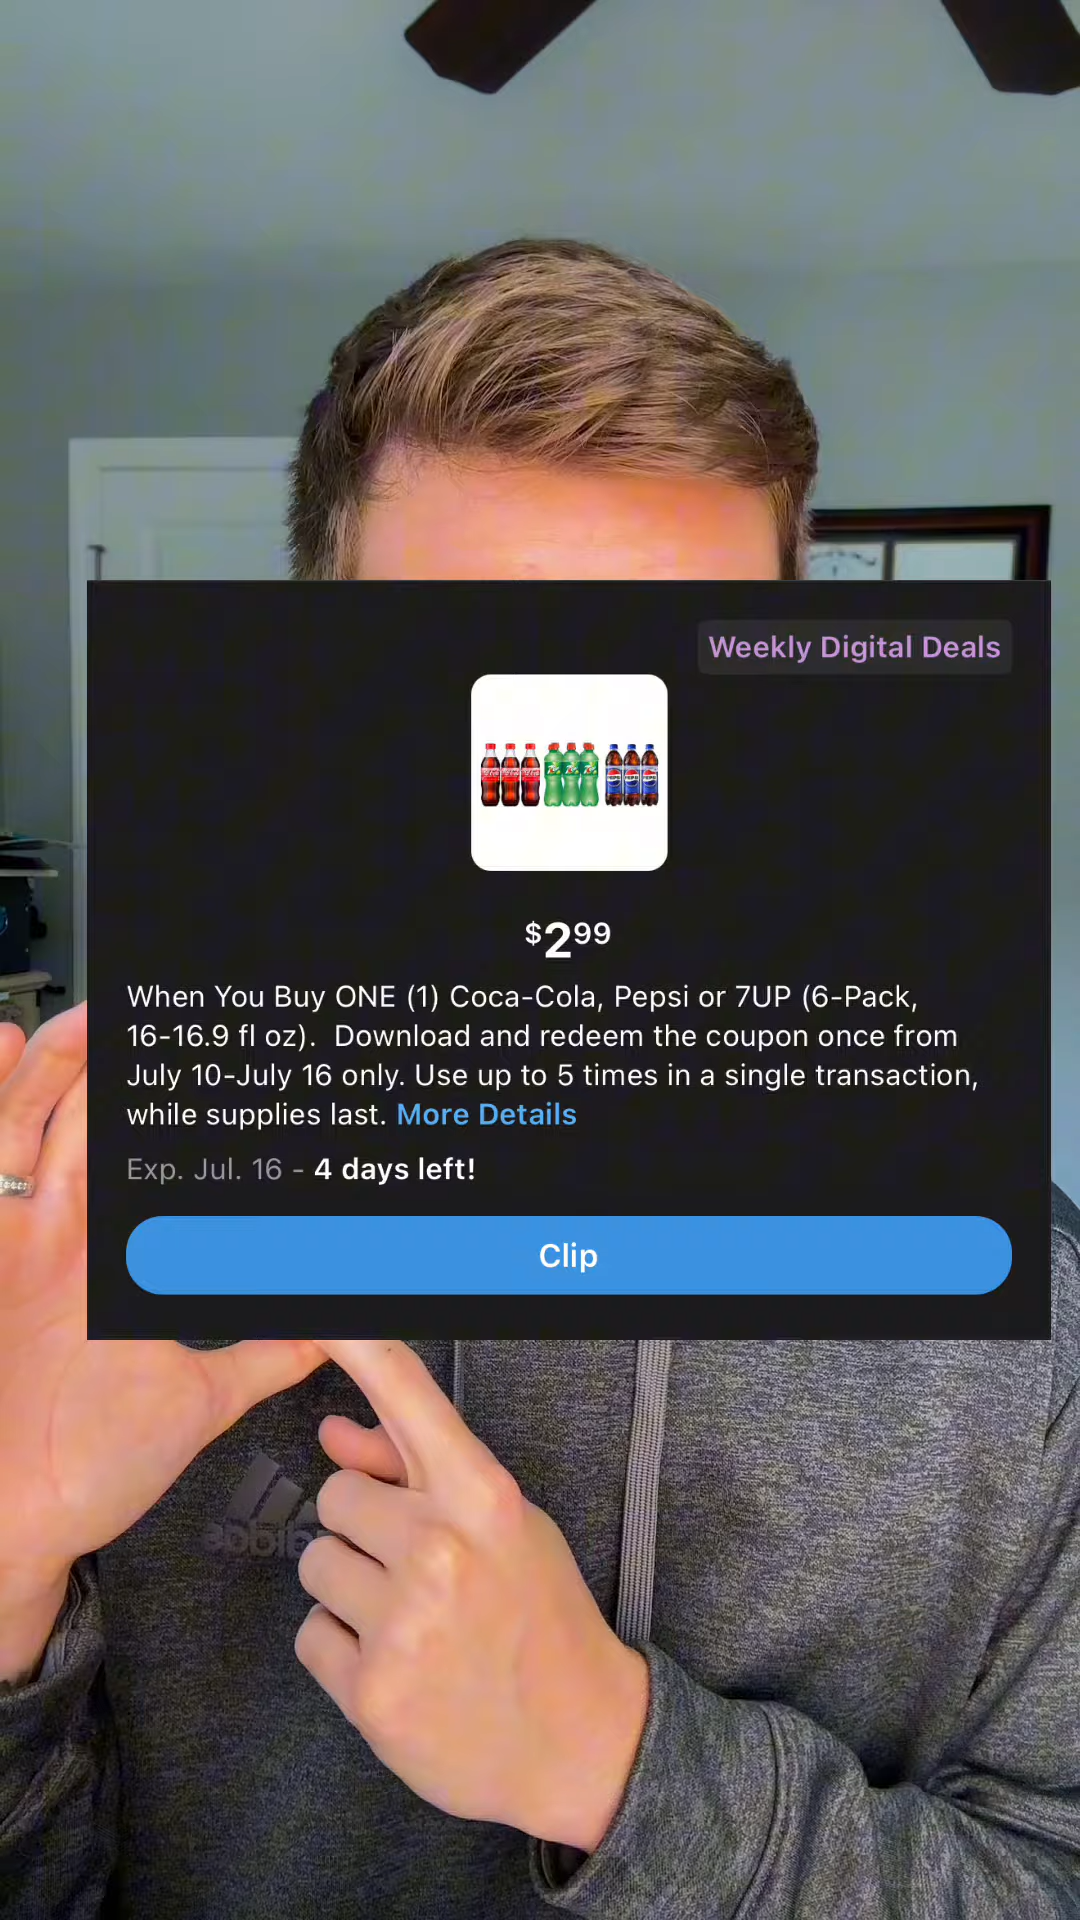 Weekly Digital Deals
$299
When You Buy ONE (1) Coca-Cola, Pepsi or 7UP (6-Pack,
16-16.9 fl oz).  Download and redeem the coupon once from
July 10-July 16 only. Use up to 5 times in a single transaction,
while supplies last. More Details
Exp. Jul. 16 - 4 days left!
Clip
adidas